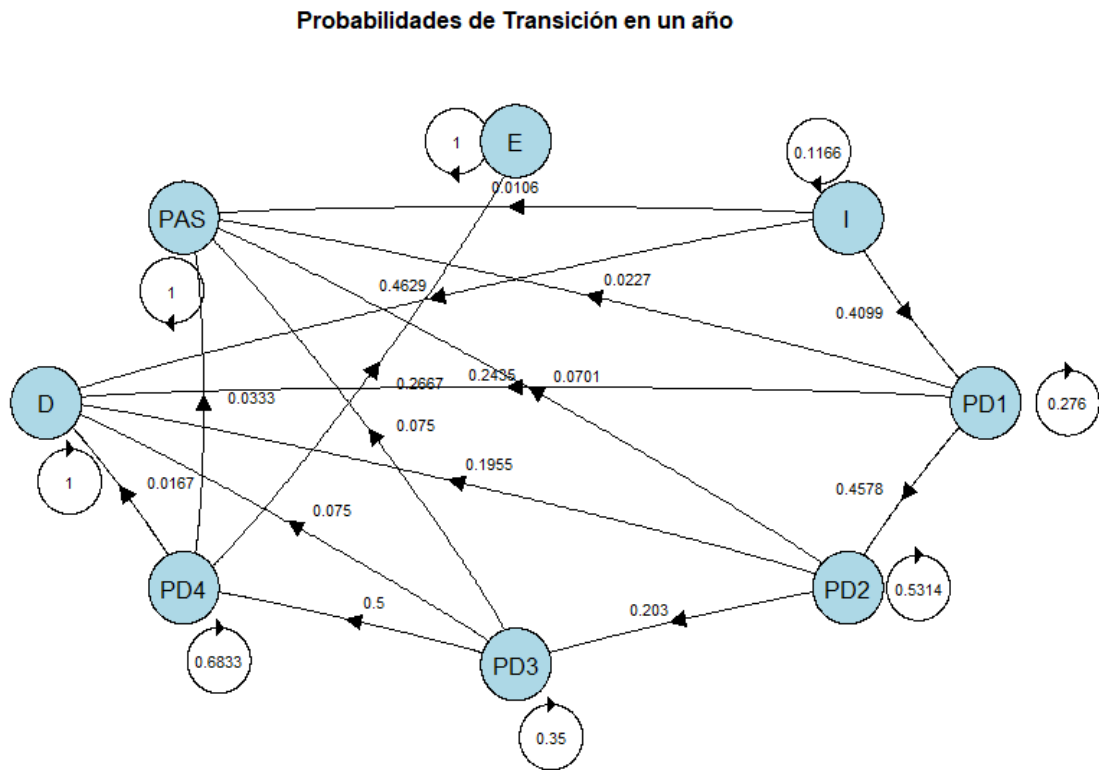 Probabilidades de Transición en un año
E
1
I
0.1166
0.0106
PAS
1
0.4629
0.0227
0.4099
D
1
0.0333
0.2667
0.2435
0.0701
PD1
0.276
0.075
0.1955
0.4578
0.0167
0.075
PD4
0.6833
0.5
0.203
PD2
0.5314
PD3
0.35